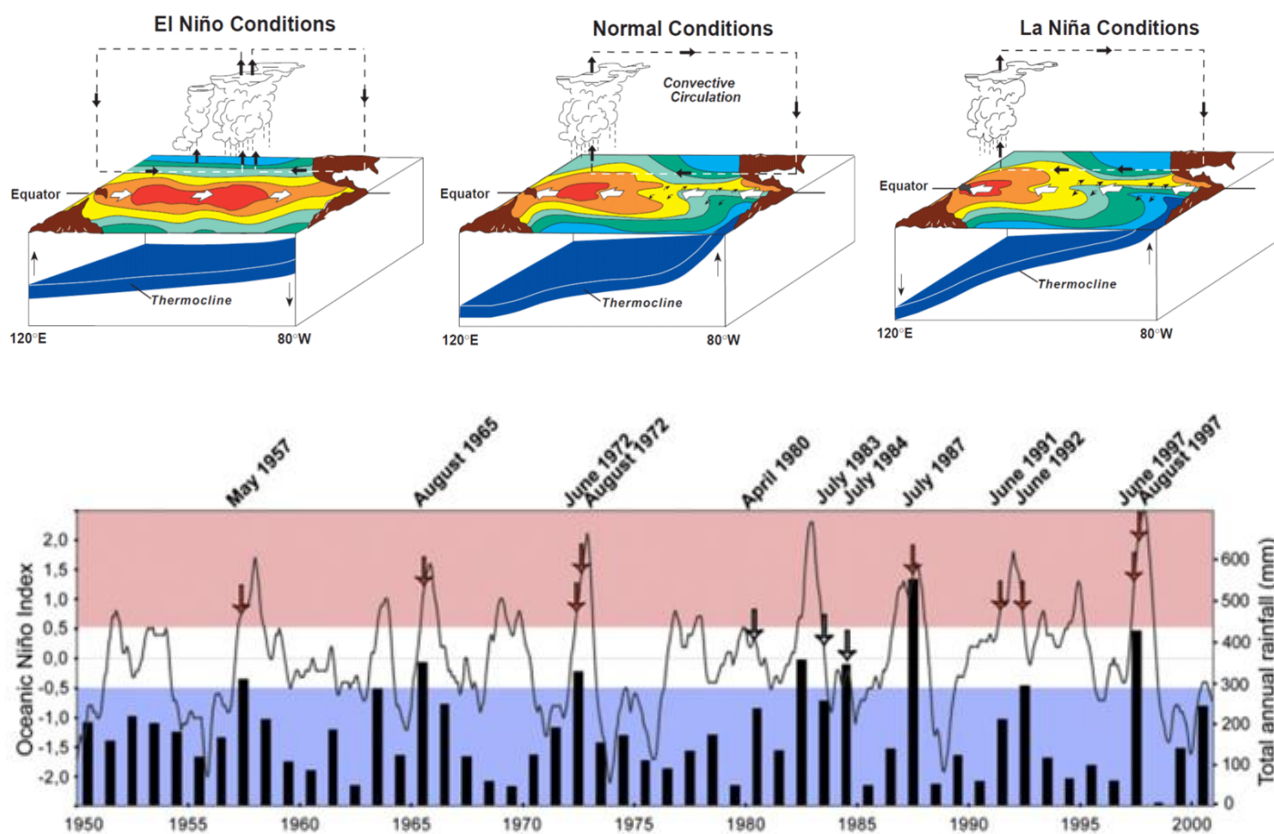 El Niño Conditions
Equator
Thermocline
120°E
80°W
Normal Conditions
Convective
Circulation
Equator
Thermocline
120°E
80°W
La Niña Conditions
Equator
Thermocline
120°E
80°W
May 1957
August 1965
June 1972
August 1972
April 1980
July 1983
July 1984
July 1987
June 1991
June 1992
June 1997
August 1997
Oceanic Niño Index
2,0
1,5
1,0
0,5
0,0
-0,5
-1,0
-1,5
-2,0
Total annual rainfall (mm)
600
500
400
300
200
100
0
1950
1955
1960
1965
1970
1975
1980
1985
1990
1995
2000